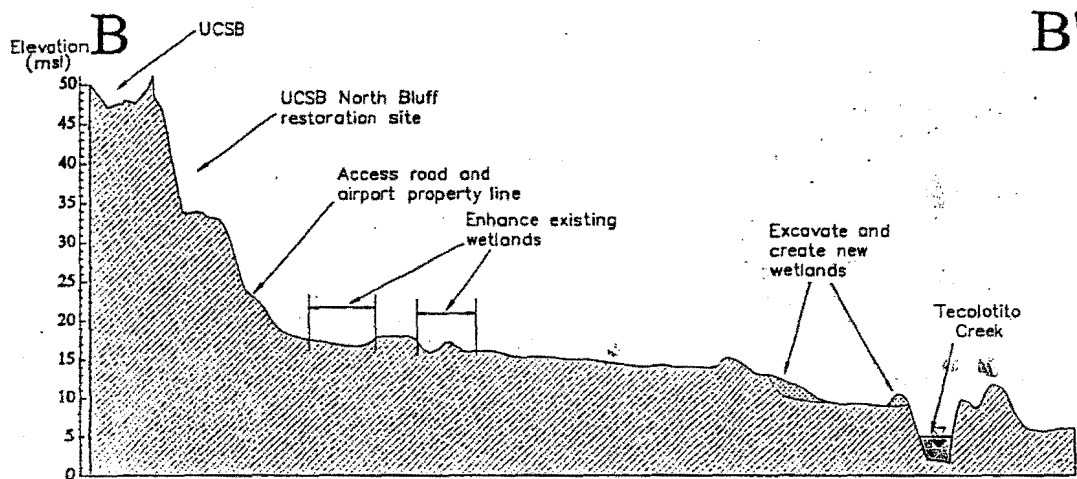 B
B'
UCSB
Elevation
(msl)
UCSB North Bluff
restoration site
Access road and
airport property line
Enhance existing
wetlands
Excavate and
create new
wetlands
Tecolotito
Creek
50
45
40
35
30
25
20
15
10
5
0